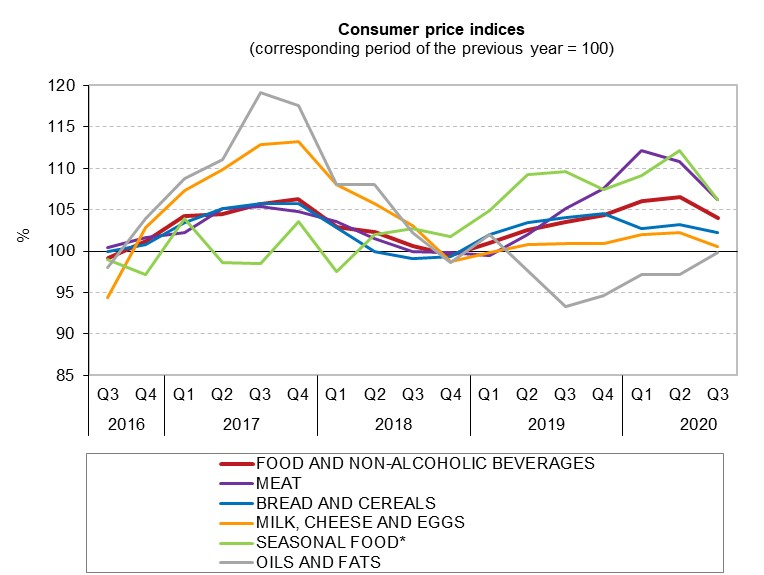 Consumer price indices
(corresponding period of the previous year = 100)
120
115
110
105
100
95
90
85
%
Q3 Q4 Q1 Q2 Q3 Q4 Q1 Q2 Q3 Q4 Q1 Q2 Q3 Q4 Q1 Q2 Q3
2016 2017 2018 2019 2020
FOOD AND NON-ALCOHOLIC BEVERAGES
MEAT
BREAD AND CEREALS
MILK, CHEESE AND EGGS
SEASONAL FOOD*
OILS AND FATS